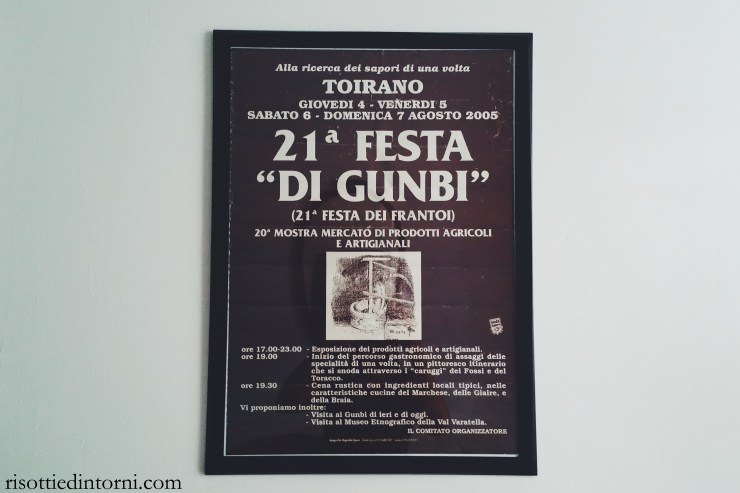 Alla ricerca dei sapori di una volta
TOIRANO
GIOVEDI 4 - VENERDI 5
SABATO 6 - DOMENICA 7 AGOSTO 2005
21ª FESTA
“DI GUNBI”
(21ª FESTA DEI FRANTOI)
20ª MOSTRA MERCATO DI PRODOTTI AGRICOLI
E ARTIGIANALI
ore 17.00-23.00 - Esposizione dei prodotti agricoli e artigianali.
ore 19.00 - Inizio del percorso gastronomico di assaggi delle
specialità di una volta, in un pittoresco itinerario
che si snoda attraverso i “caruggi” dei Fossi e del
Toracco.
ore 19.30 - Cena rustica con ingredienti locali tipici, nelle
caratteristiche cucine del Marchese, delle Giaire, e
della Braia.
Vi proponiamo inoltre:
- Visita ai Gunbi di ieri e di oggi.
- Visita al Museo Etnografico della Val Varatella.
IL COMITATO ORGANIZZATORE
risottiedintorni.com